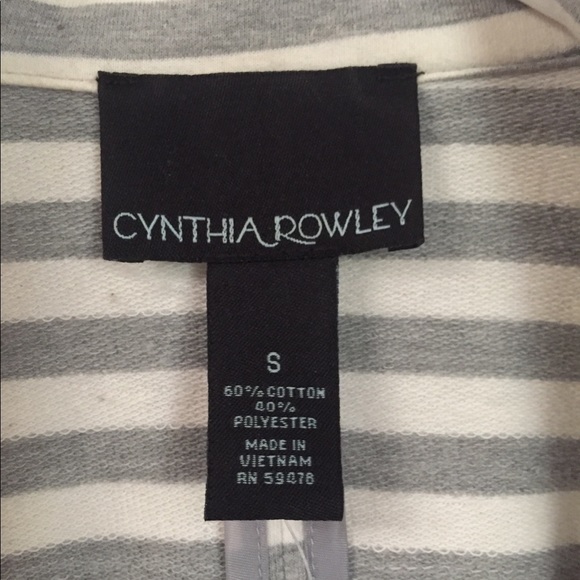 CYNTHIA ROWLEY
S
60% COTTON
40%
POLYESTER
MADE IN
VIETNAM
RN 59478